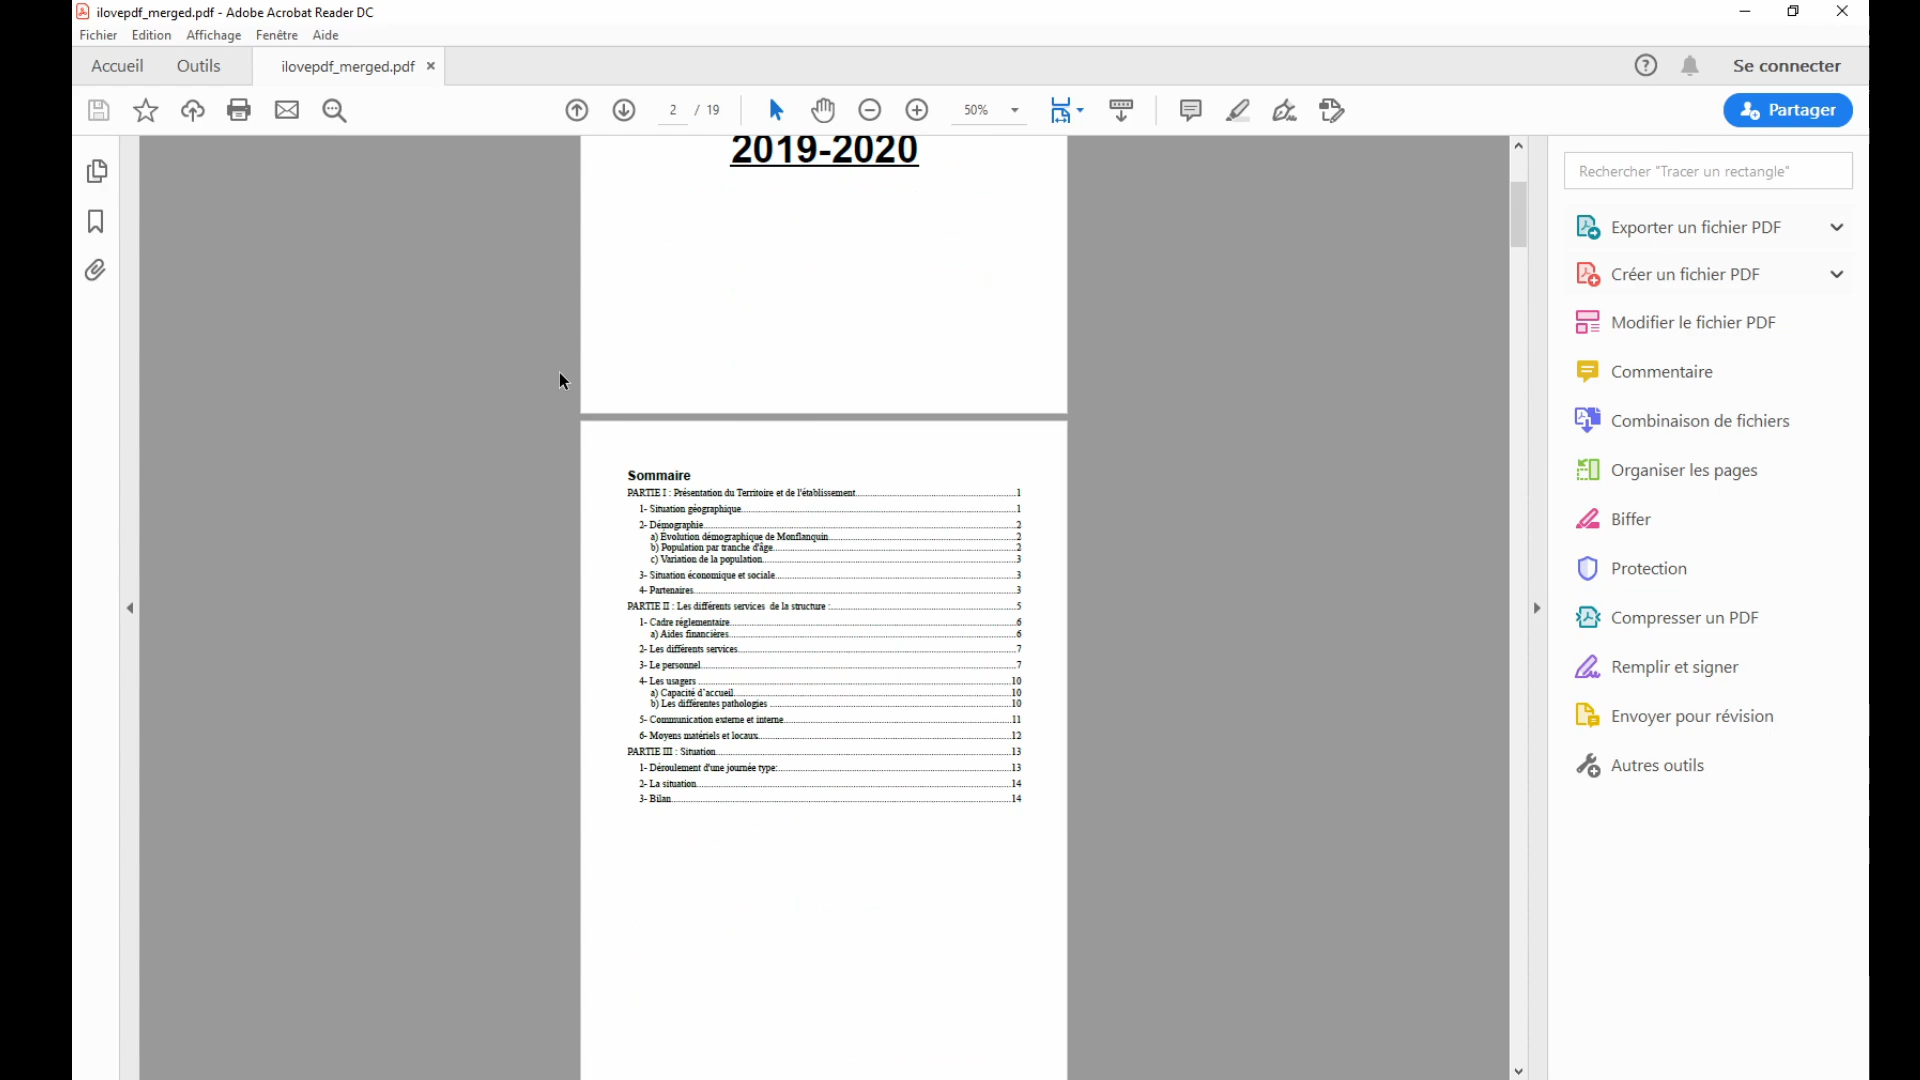 ilovepdf_merged.pdf - Adobe Acrobat Reader DC
Fichier Edition Affichage Fenêtre Aide
Accueil Outils ilovepdf_merged.pdf × Se connecter
2 / 19 50% Partager
2019-2020
Sommaire
PARTIE I : Présentation du Territoire et de l'établissement 1
1- Situation géographique 1
2- Démographie 2
a) Evolution démographique de Monflanquin 2
b) Population par tranche d'âge 2
c) Variation de la population 3
3- Situation économique et sociale 3
4- Partenaires 3
PARTIE II : Les différents services de la structure : 5
1- Cadre réglementaire 6
a) Aides financières 6
2- Les différents services 7
3- Le personnel 7
4- Les usagers 10
a) Capacité d'accueil 10
b) Les différentes pathologies 10
5- Communication externe et interne 11
6- Moyens matériels et locaux 12
PARTIE III : Situation 13
1- Déroulement d'une journée type: 13
2- La situation 14
3- Bilan 14
Rechercher "Tracer un rectangle"
Exporter un fichier PDF
Créer un fichier PDF
Modifier le fichier PDF
Commentaire
Combinaison de fichiers
Organiser les pages
Biffer
Protection
Compresser un PDF
Remplir et signer
Envoyer pour révision
Autres outils